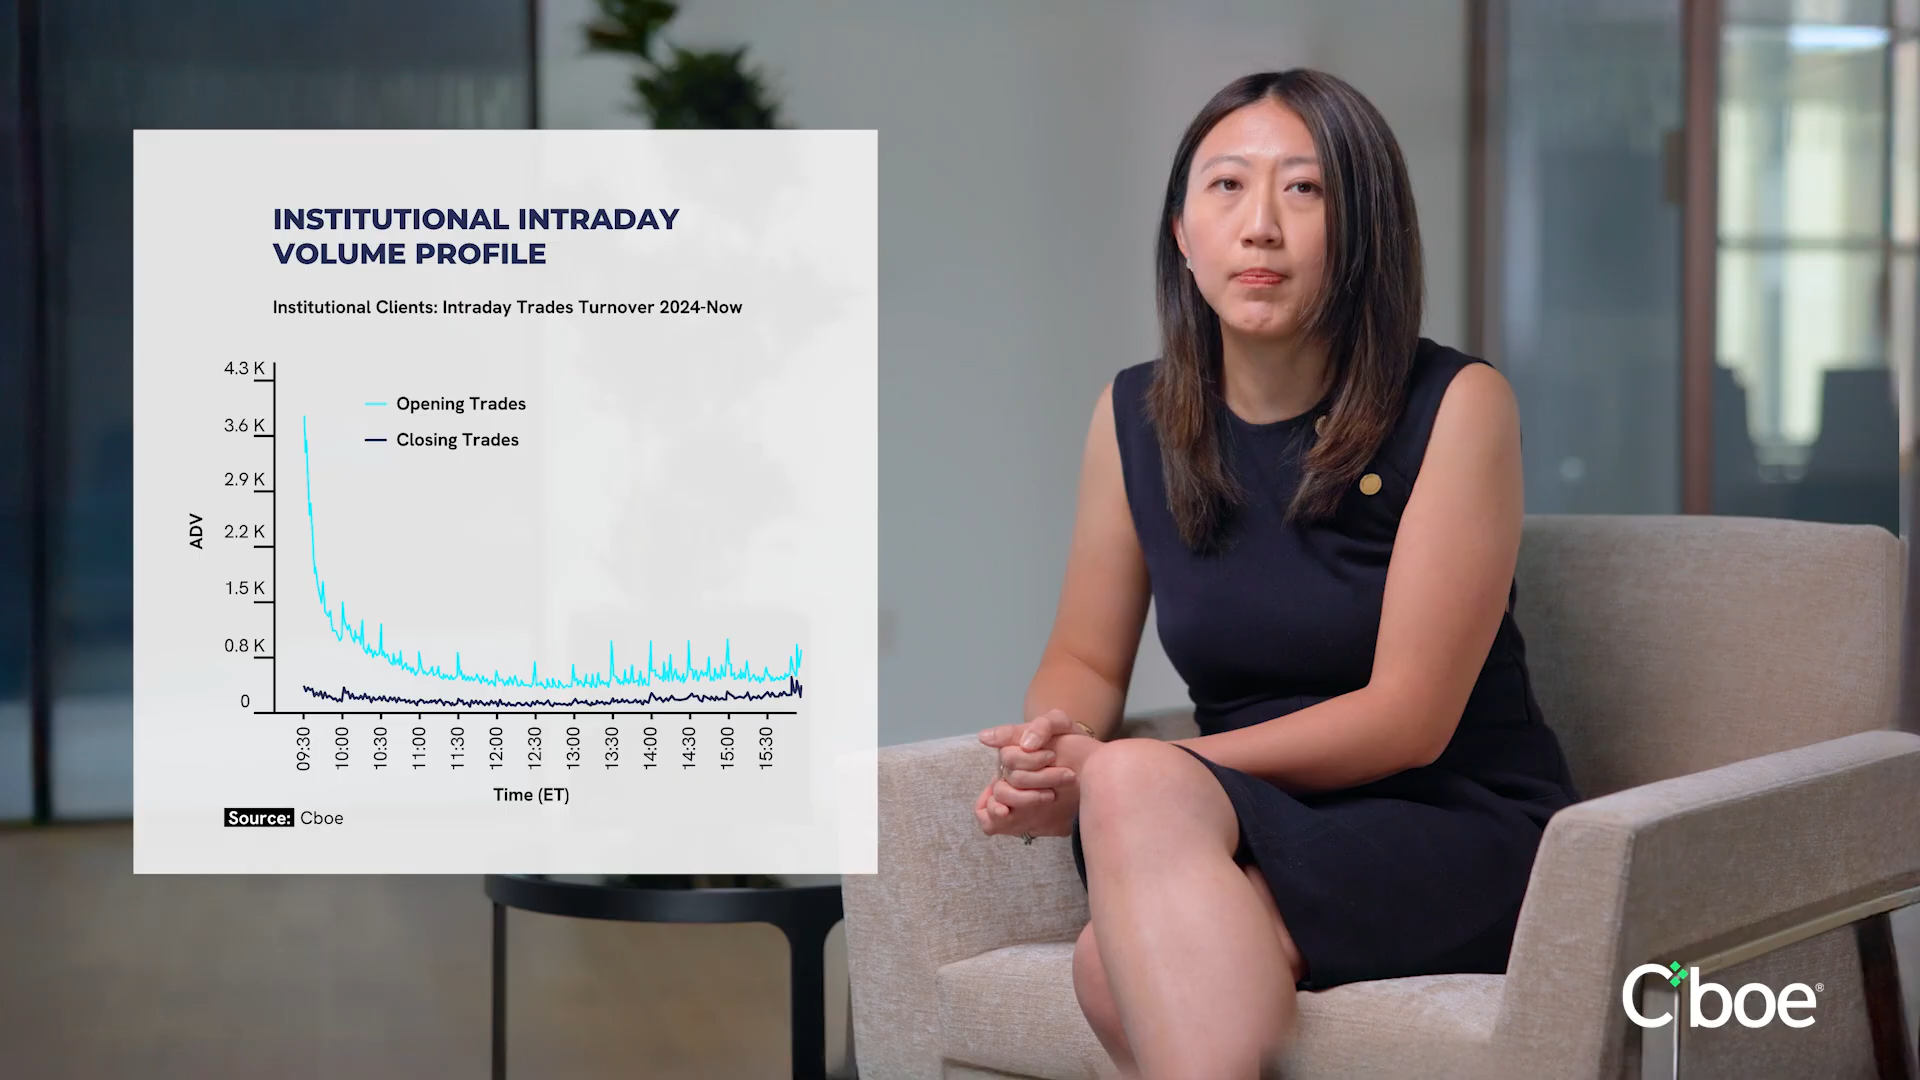 INSTITUTIONAL INTRADAY
VOLUME PROFILE
Institutional Clients: Intraday Trades Turnover 2024-Now
4.3 K
3.6 K
2.9 K
2.2 K
1.5 K
0.8 K
0
ADV
Opening Trades
Closing Trades
09:30
10:00
10:30
11:00
11:30
12:00
12:30
13:00
13:30
14:00
14:30
15:00
15:30
Time (ET)
Source: Cboe
Cboe®